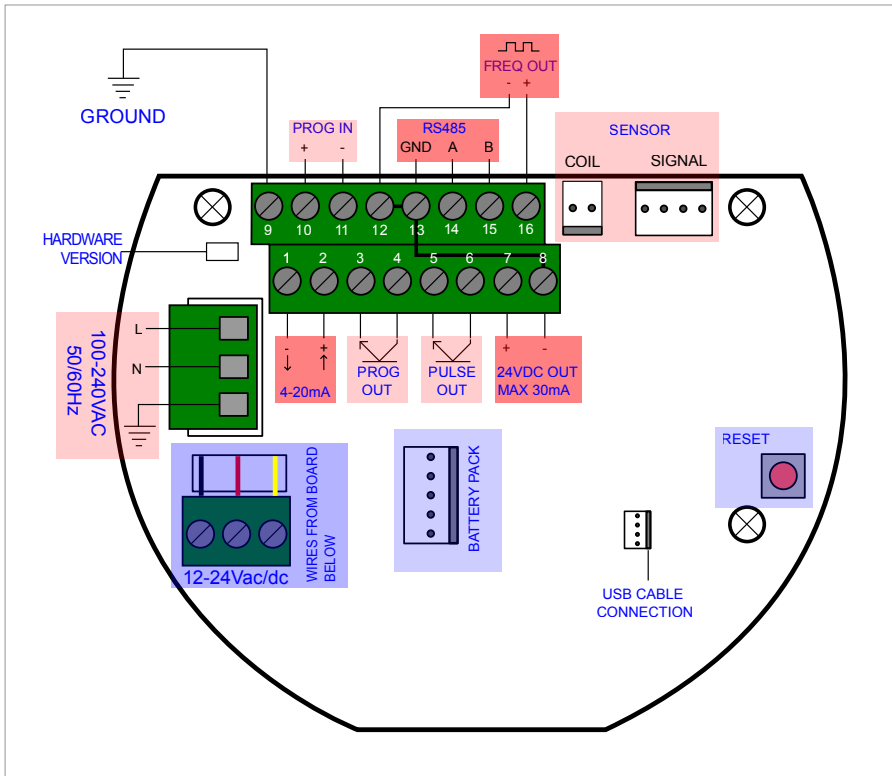 FREQ OUT
- +
GROUND
PROG IN
+ -
RS485
GND A B
SENSOR
COIL SIGNAL
9 10 11 12 13 14 15 16
HARDWARE
VERSION
1 2 3 4 5 6 7 8
L
N
100-240VAC
50/60Hz
- +
4-20mA
PROG
OUT
PULSE
OUT
+ -
24VDC OUT
MAX 30mA
RESET
WIRES FROM BOARD
BELOW
12-24Vac/dc
BATTERY PACK
USB CABLE
CONNECTION